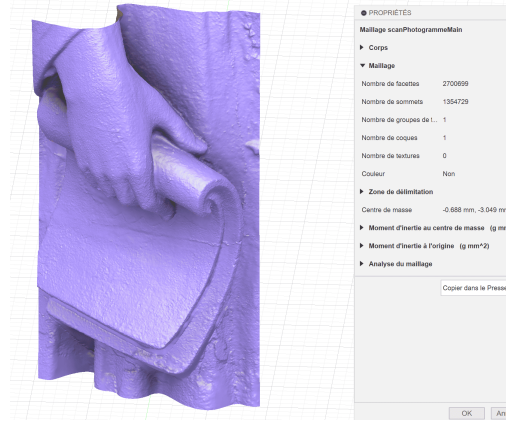 PROPRIÉTÉS
Maillage scanPhotogrammeMain
Corps
Maillage
Nombre de facettes 2700699
Nombre de sommets 1354729
Nombre de groupes de f... 1
Nombre de coques 1
Nombre de textures 0
Couleur Non
Zone de délimitation
Centre de masse -0.688 mm, -3.049 m
Moment d'inertie au centre de masse (g m
Moment d'inertie à l'origine (g mm^2)
Analyse du maillage
Copier dans le Presse
OK An